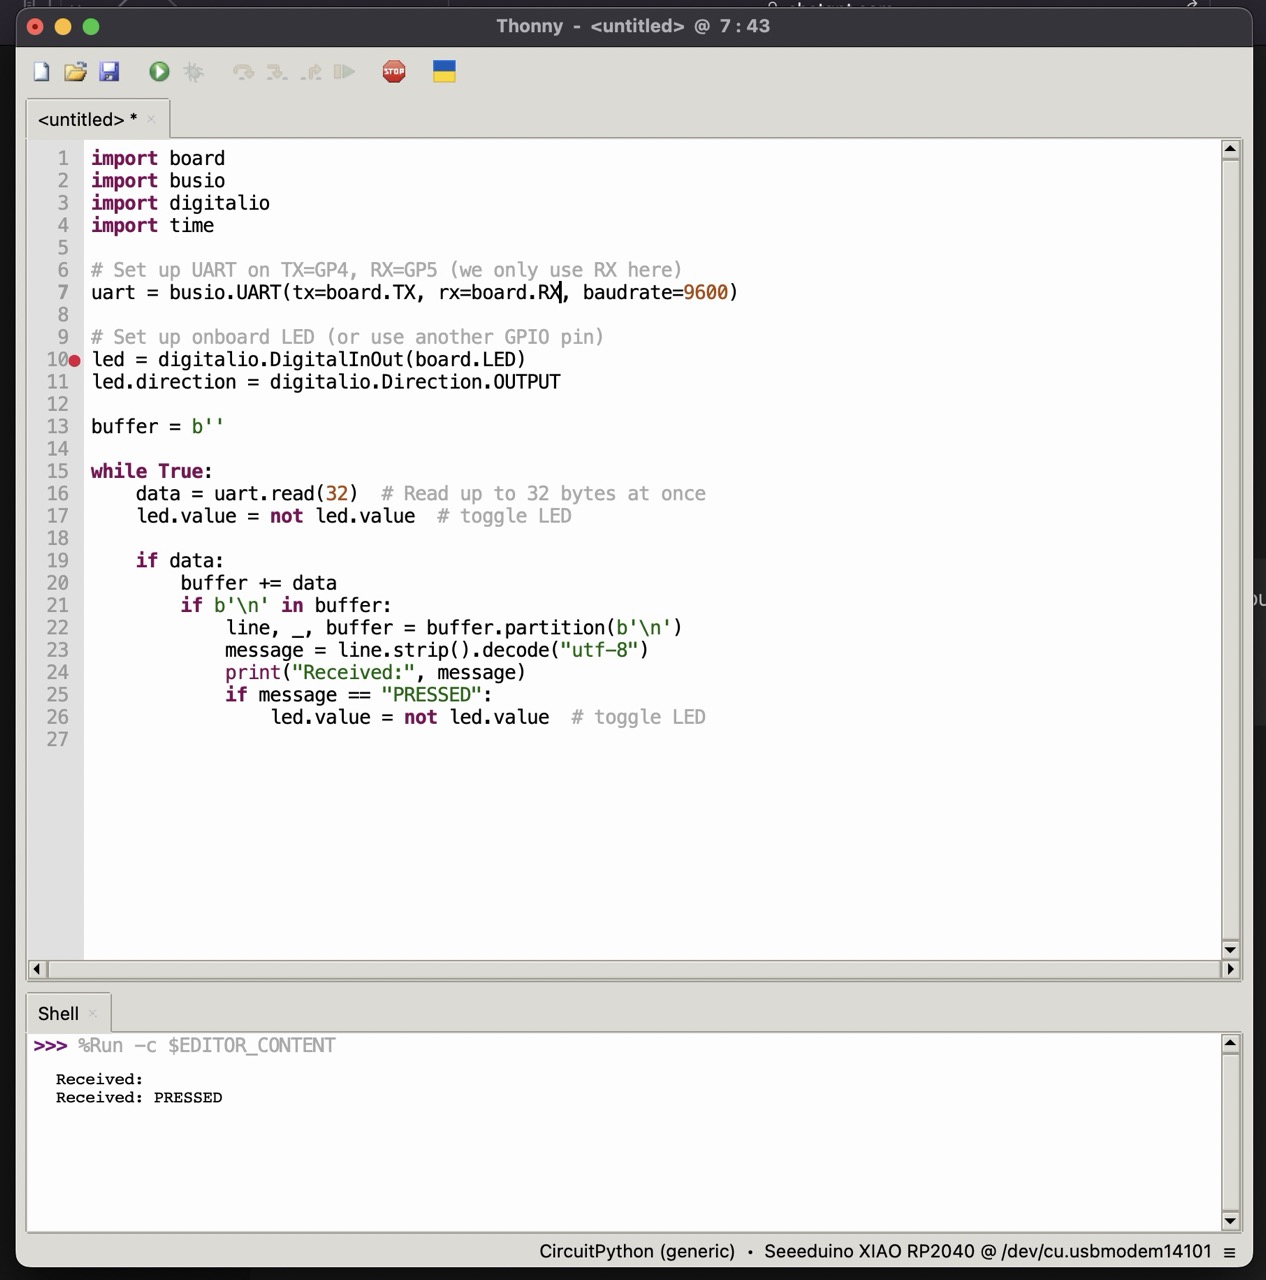 Thonny - <untitled> @ 7 : 43
STOP
<untitled> *
1 import board
2 import busio
3 import digitalio
4 import time
5
6 # Set up UART on TX=GP4, RX=GP5 (we only use RX here)
7 uart = busio.UART(tx=board.TX, rx=board.RX, baudrate=9600)
8
9 # Set up onboard LED (or use another GPIO pin)
10 led = digitalio.DigitalInOut(board.LED)
11 led.direction = digitalio.Direction.OUTPUT
12
13 buffer = b''
14
15 while True:
16     data = uart.read(32)  # Read up to 32 bytes at once
17     led.value = not led.value  # toggle LED
18
19     if data:
20         buffer += data
21         if b'\n' in buffer:
22             line, _, buffer = buffer.partition(b'\n')
23             message = line.strip().decode("utf-8")
24             print("Received:", message)
25             if message == "PRESSED":
26                 led.value = not led.value  # toggle LED
27
Shell
>>> %Run -c $EDITOR_CONTENT
Received:
Received: PRESSED
CircuitPython (generic) • Seeeduino XIAO RP2040 @ /dev/cu.usbmodem14101 ≡